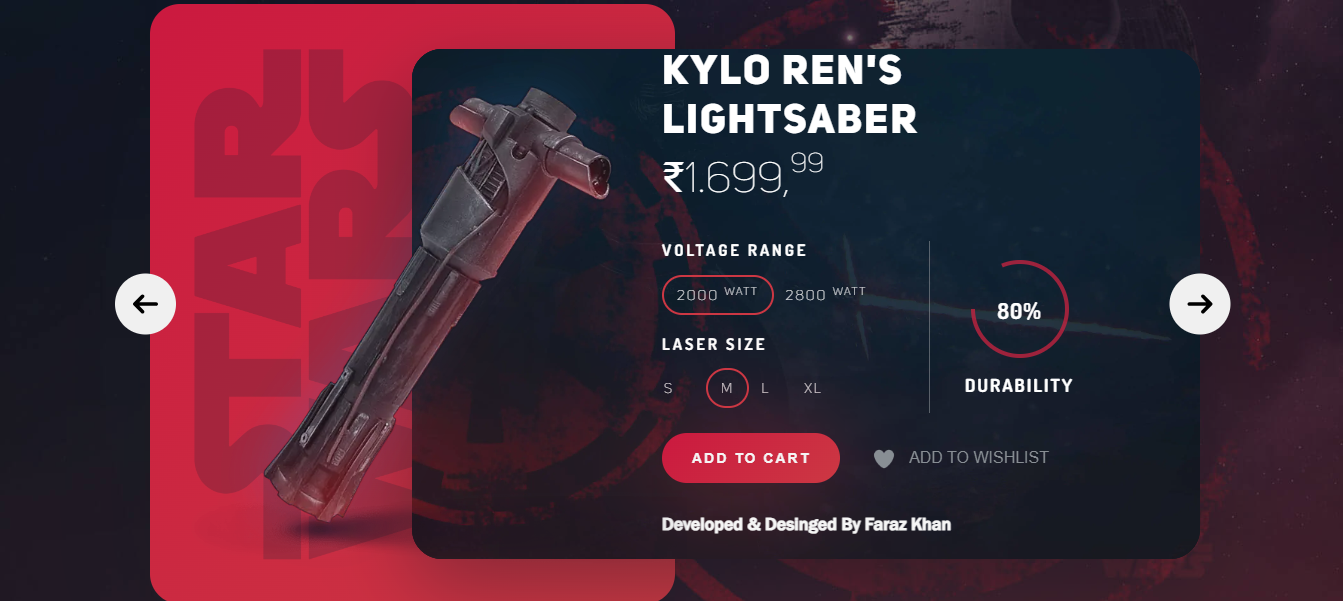 STAR
WARS
KYLO REN'S
LIGHTSABER
₹1.699,99
VOLTAGE RANGE
2000 WATT 2800 WATT
LASER SIZE
S M L XL
80%
DURABILITY
ADD TO CART
ADD TO WISHLIST
Developed & Desinged By Faraz Khan